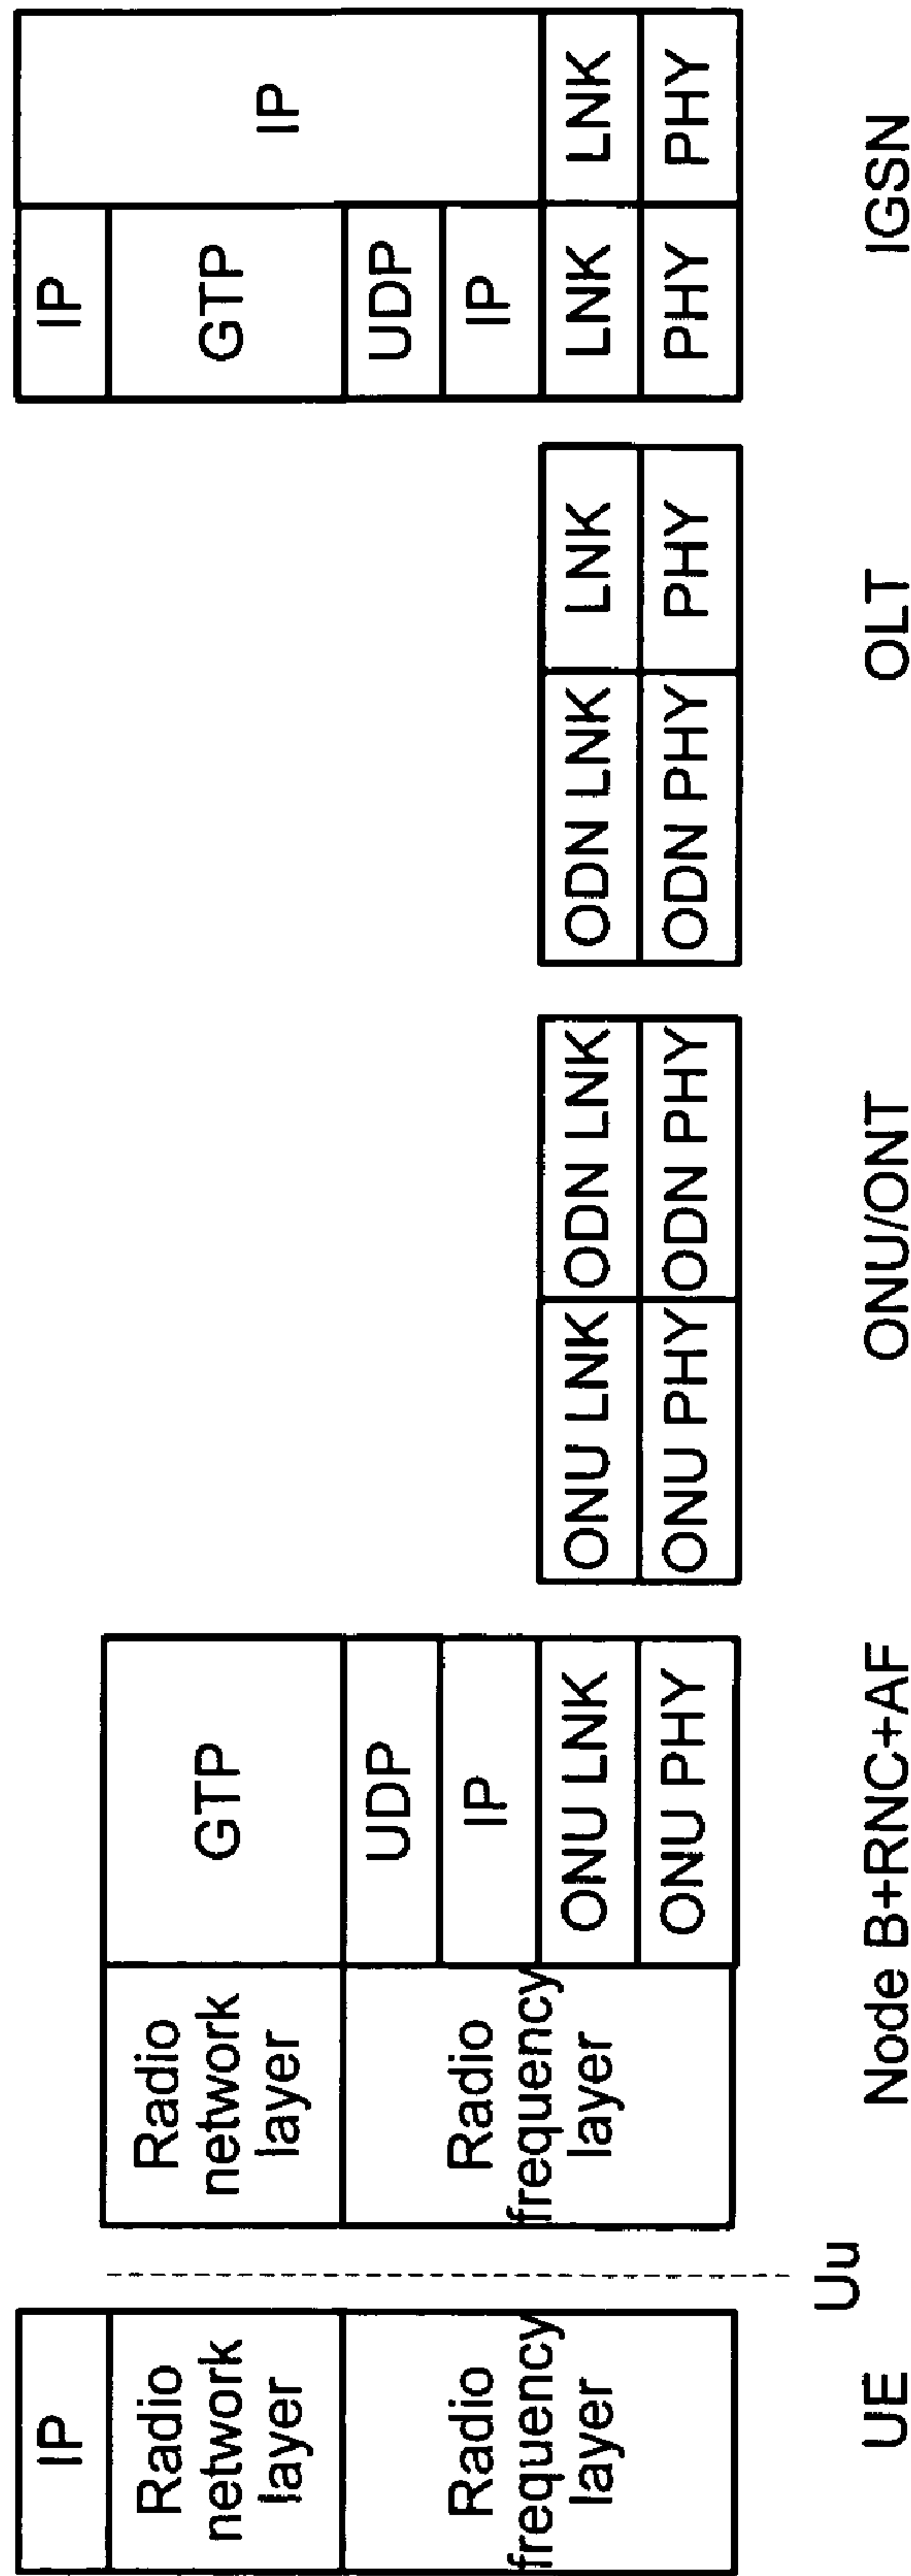 IP
Radio
network
layer
Radio
frequency
layer
UE
Uu
Radio
network
layer
Radio
frequency
layer
GTP
UDP
IP
ONU LNK
ONU PHY
Node B+RNC+AF
ONU LNK
ODN LNK
ONU PHY
ODN PHY
ONU/ONT
ODN LNK
LNK
ODN PHY
PHY
OLT
IP
GTP
UDP
IP
LNK
PHY
IP
LNK
PHY
IGSN